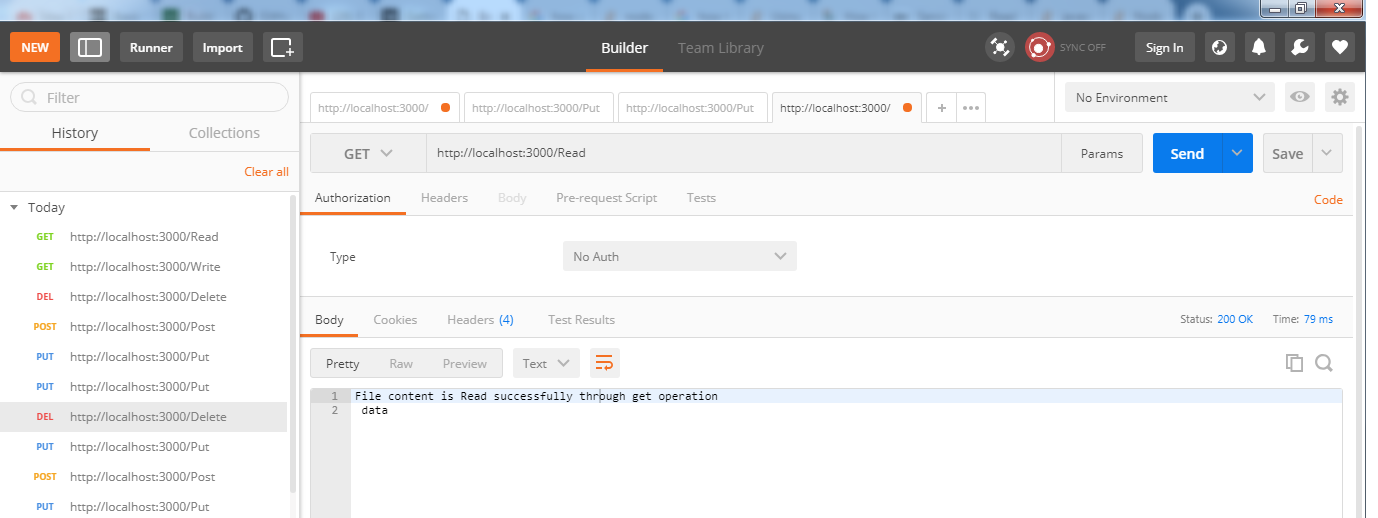 NEW Runner Import Builder Team Library SYNC OFF Sign In
Filter
History Collections
Clear all
Today
GET http://localhost:3000/Read
GET http://localhost:3000/Write
DEL http://localhost:3000/Delete
POST http://localhost:3000/Post
PUT http://localhost:3000/Put
PUT http://localhost:3000/Put
DEL http://localhost:3000/Delete
PUT http://localhost:3000/Put
POST http://localhost:3000/Post
PUT http://localhost:3000/Put
http://localhost:3000/ http://localhost:3000/Put http://localhost:3000/Put http://localhost:3000/ + ••• No Environment
GET http://localhost:3000/Read Params Send Save
Authorization Headers Body Pre-request Script Tests Code
Type No Auth
Body Cookies Headers (4) Test Results Status: 200 OK Time: 79 ms
Pretty Raw Preview Text
1 File content is Read successfully through get operation
2 data